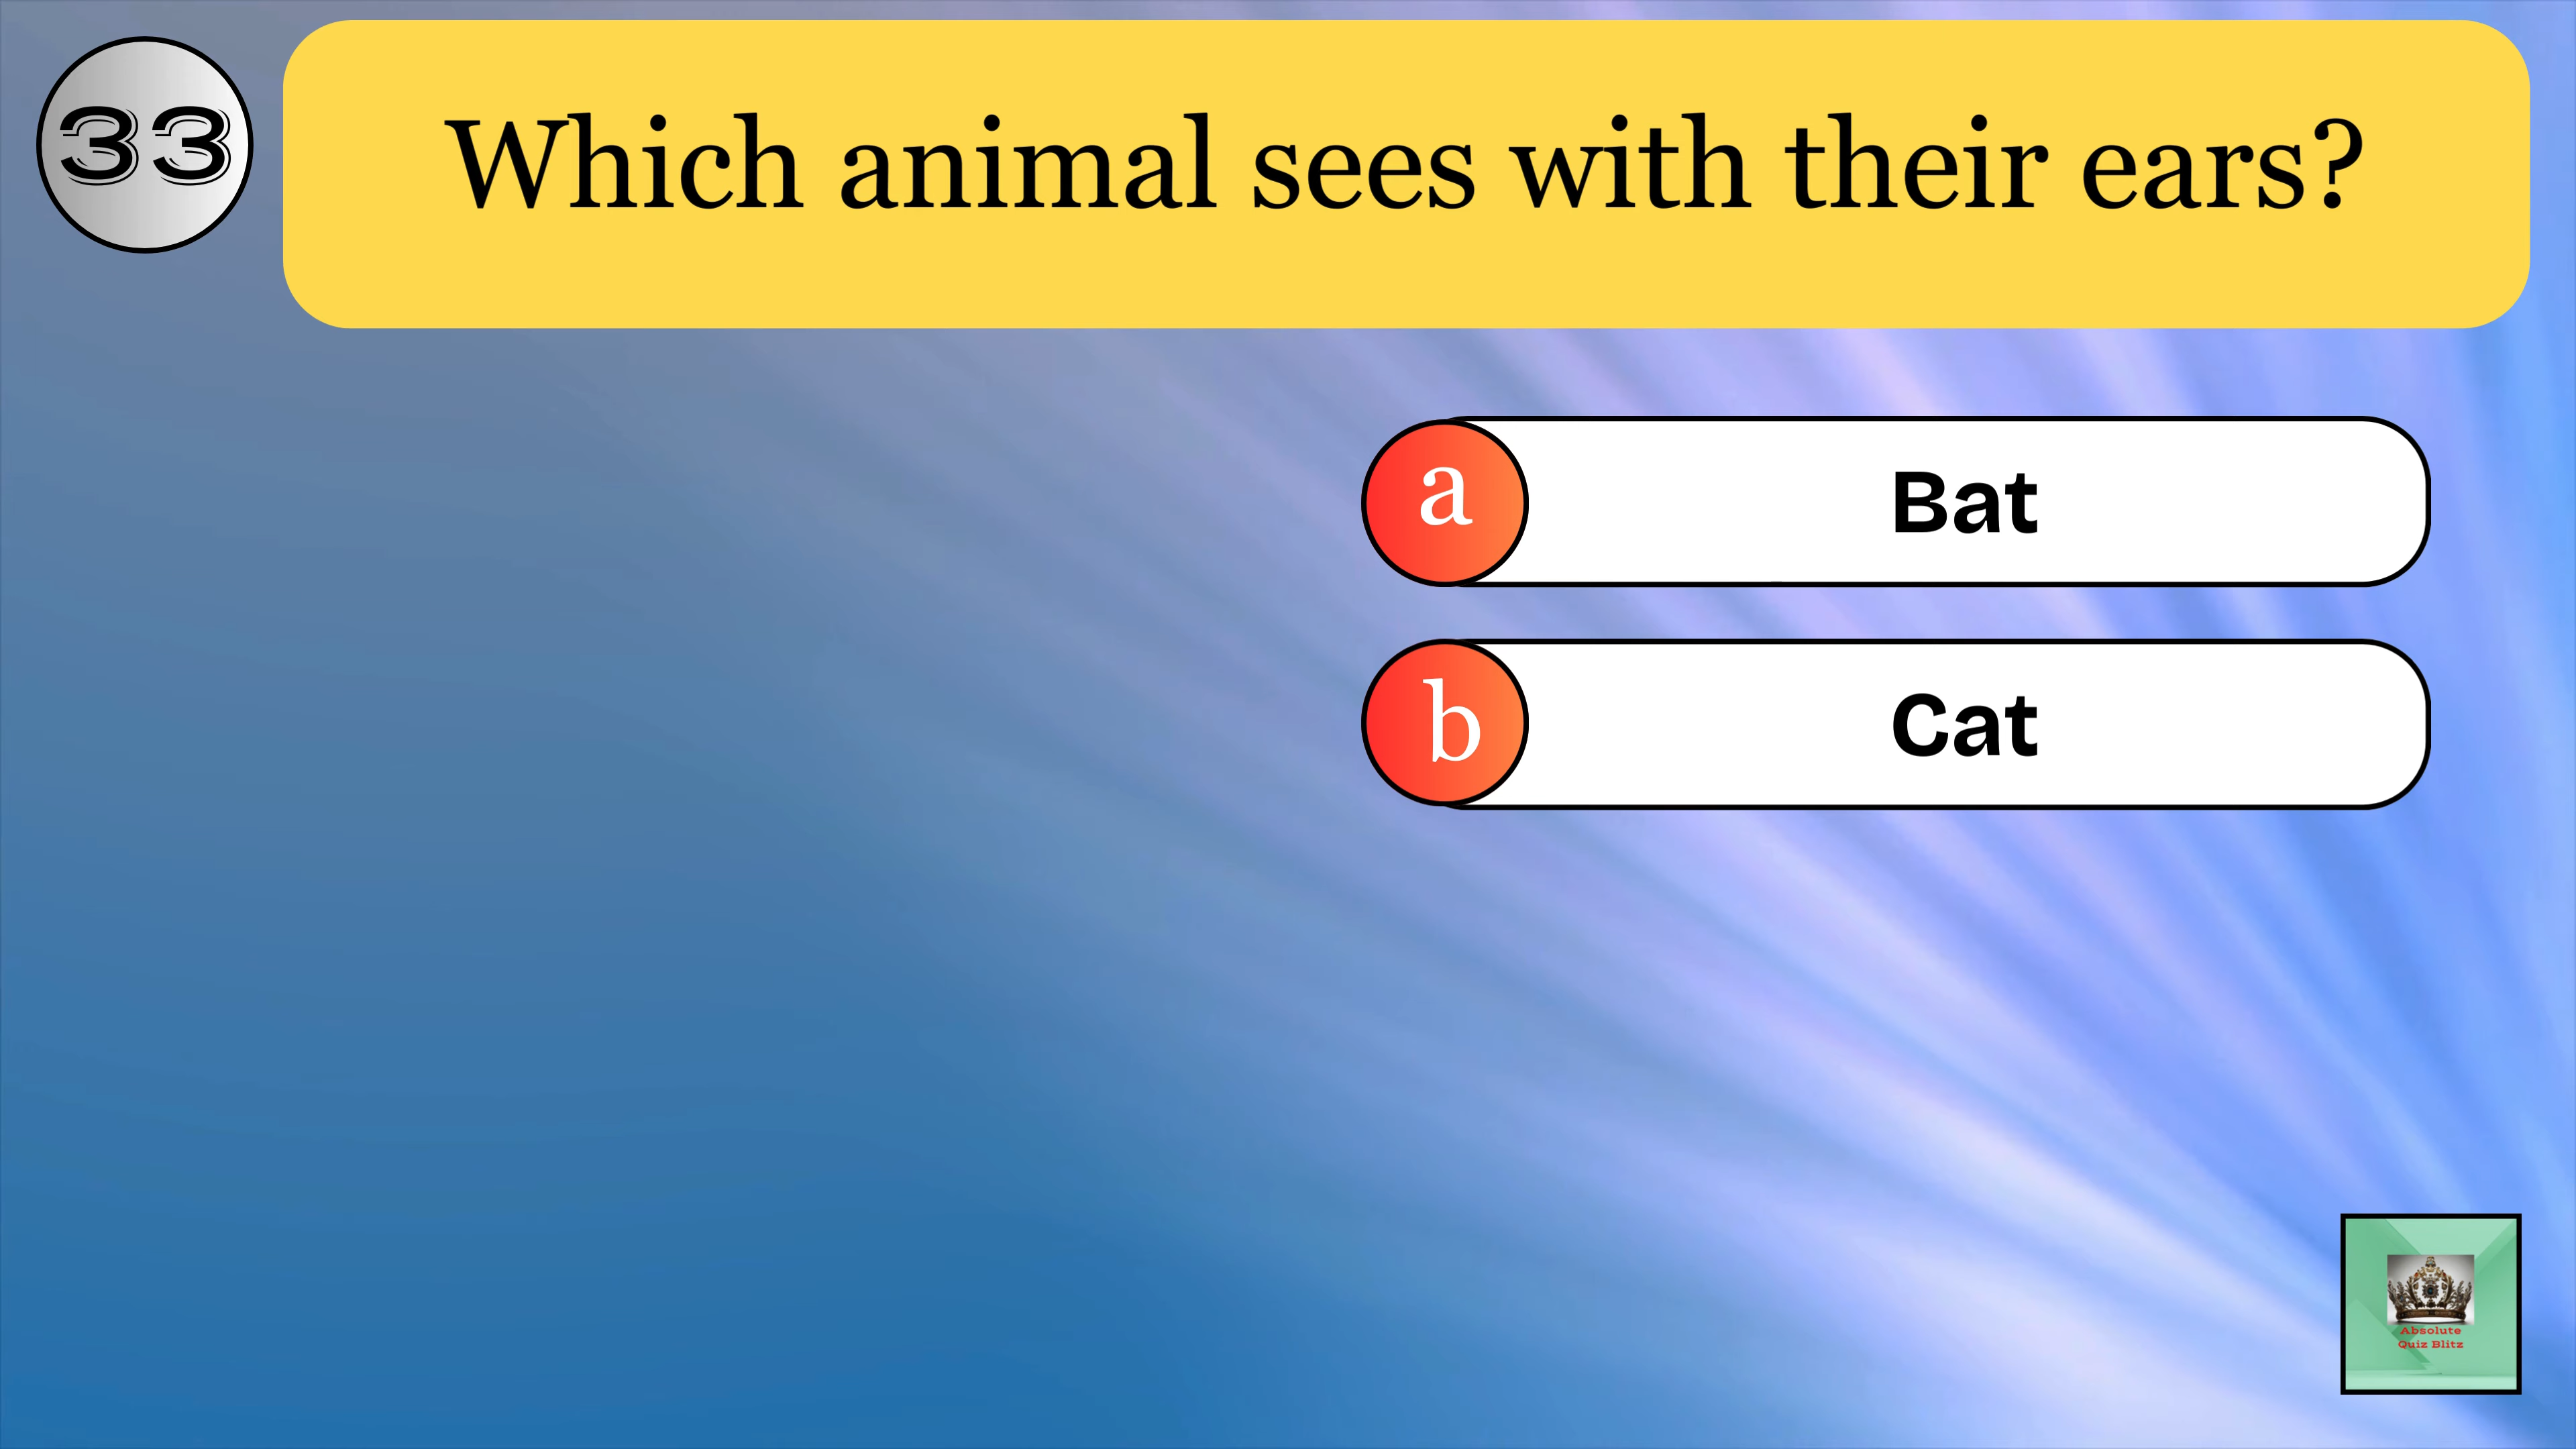 33
Which animal sees with their ears?
a
Bat
b
Cat
Absolute
Quiz Blitz